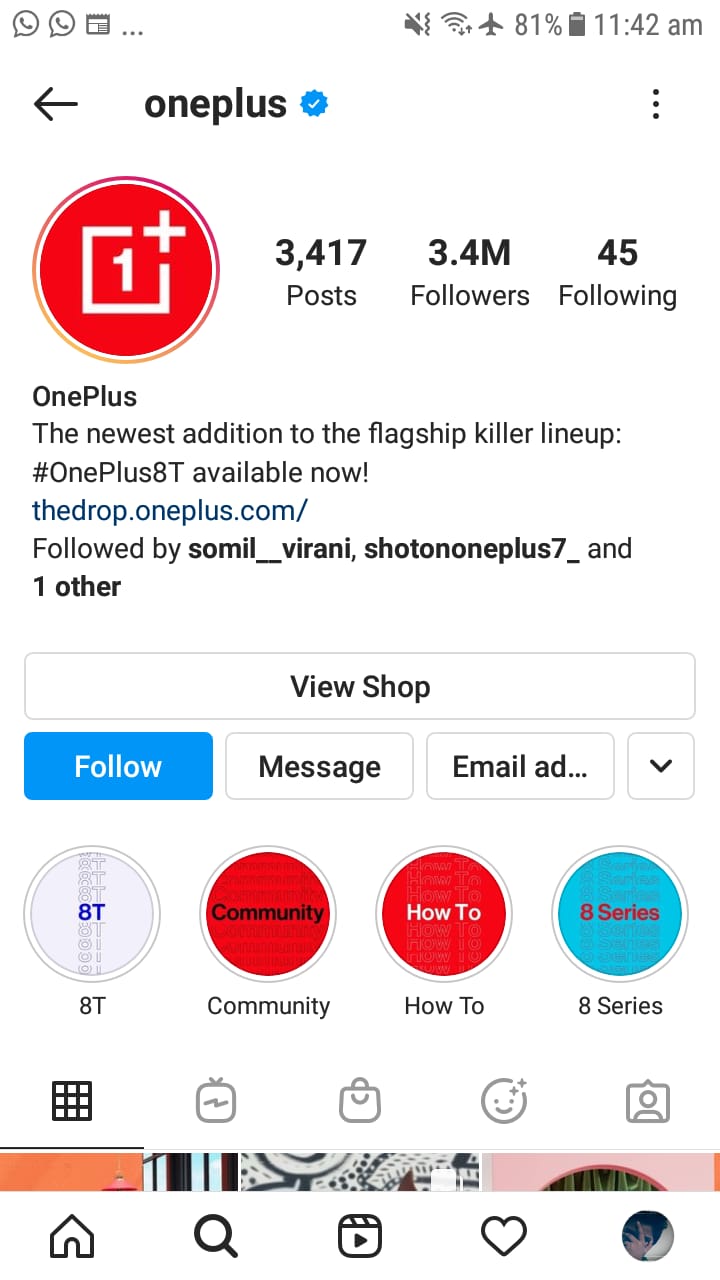 ... 81% 11:42 am
oneplus
1
3,417 3.4M 45
Posts Followers Following
OnePlus
The newest addition to the flagship killer lineup:
#OnePlus8T available now!
thedrop.oneplus.com/
Followed by somil__virani, shotononeplus7_ and
1 other
View Shop
Follow Message Email ad...
8T Community How To 8 Series
8T Community How To 8 Series